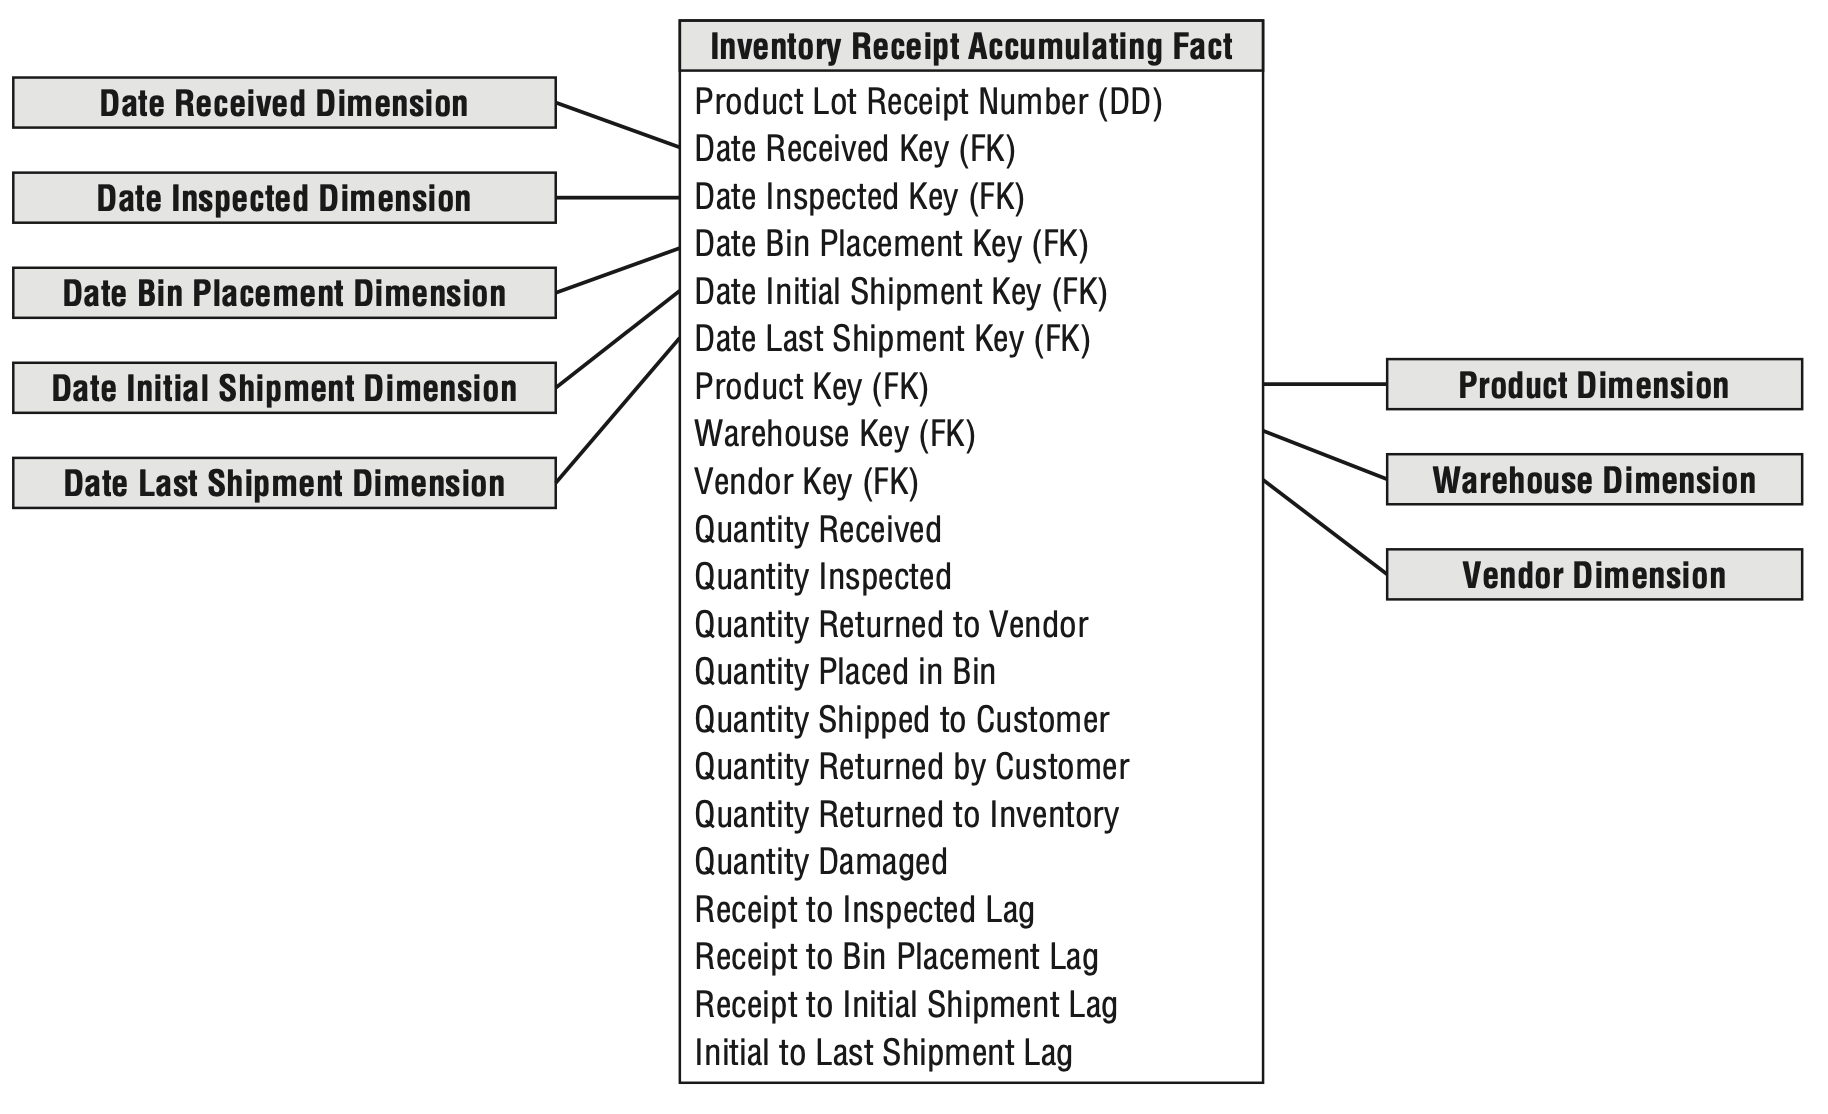 Date Received Dimension
Date Inspected Dimension
Date Bin Placement Dimension
Date Initial Shipment Dimension
Date Last Shipment Dimension
Inventory Receipt Accumulating Fact
Product Lot Receipt Number (DD)
Date Received Key (FK)
Date Inspected Key (FK)
Date Bin Placement Key (FK)
Date Initial Shipment Key (FK)
Date Last Shipment Key (FK)
Product Key (FK)
Warehouse Key (FK)
Vendor Key (FK)
Quantity Received
Quantity Inspected
Quantity Returned to Vendor
Quantity Placed in Bin
Quantity Shipped to Customer
Quantity Returned by Customer
Quantity Returned to Inventory
Quantity Damaged
Receipt to Inspected Lag
Receipt to Bin Placement Lag
Receipt to Initial Shipment Lag
Initial to Last Shipment Lag
Product Dimension
Warehouse Dimension
Vendor Dimension